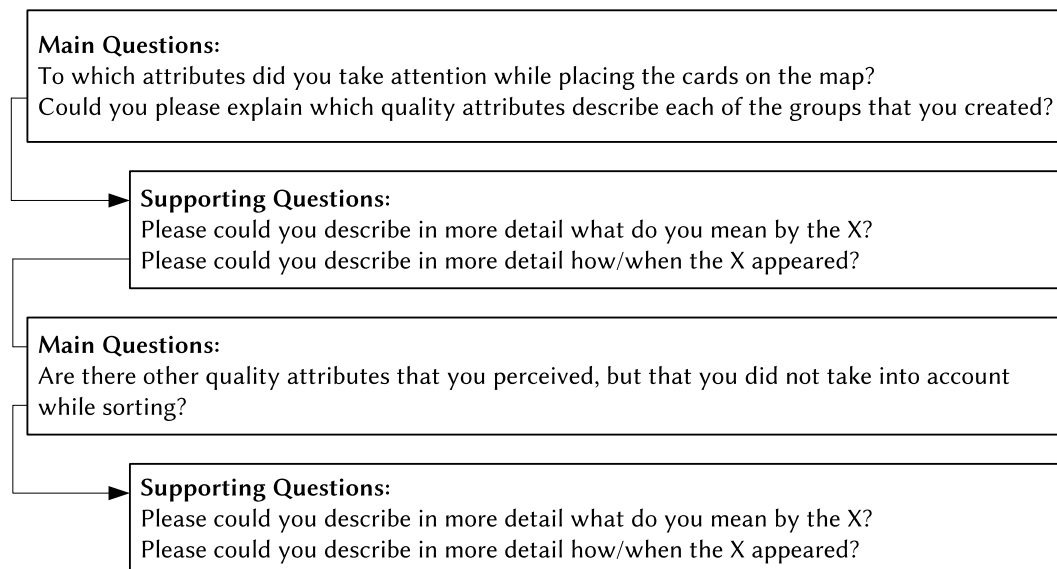 Main Questions:
To which attributes did you take attention while placing the cards on the map?
Could you please explain which quality attributes describe each of the groups that you created?
Supporting Questions:
Please could you describe in more detail what do you mean by the X?
Please could you describe in more detail how/when the X appeared?
Main Questions:
Are there other quality attributes that you perceived, but that you did not take into account
while sorting?
Supporting Questions:
Please could you describe in more detail what do you mean by the X?
Please could you describe in more detail how/when the X appeared?